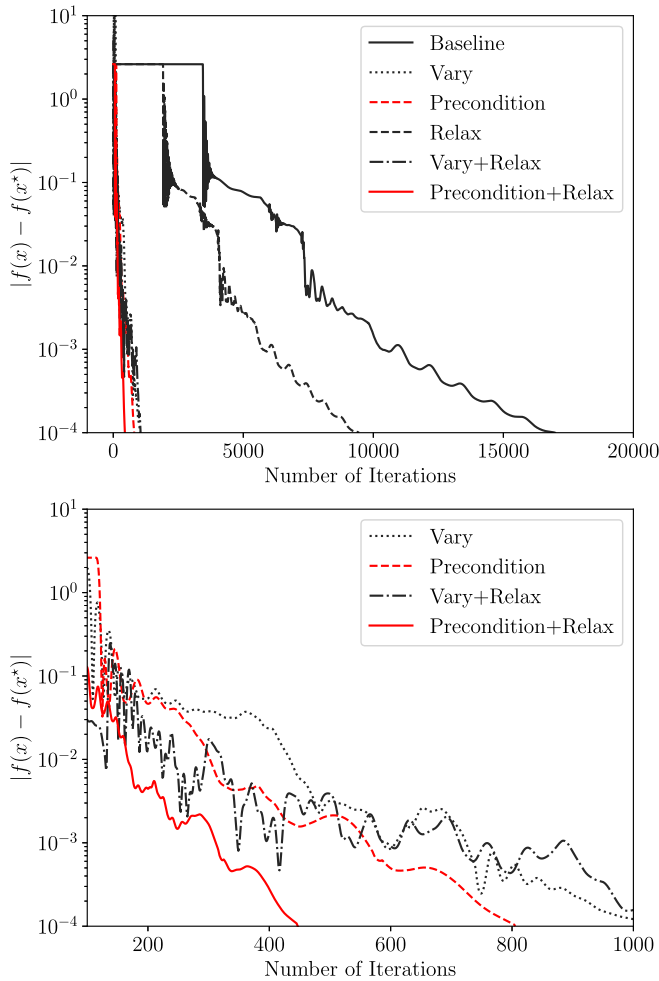 10^1
10^0
10^−1
10^−2
10^−3
10^−4
|f(x) − f(x⋆)|
Baseline
Vary
Precondition
Relax
Vary+Relax
Precondition+Relax
0 5000 10000 15000 20000
Number of Iterations
10^1
10^0
10^−1
10^−2
10^−3
10^−4
|f(x) − f(x⋆)|
Vary
Precondition
Vary+Relax
Precondition+Relax
200 400 600 800 1000
Number of Iterations